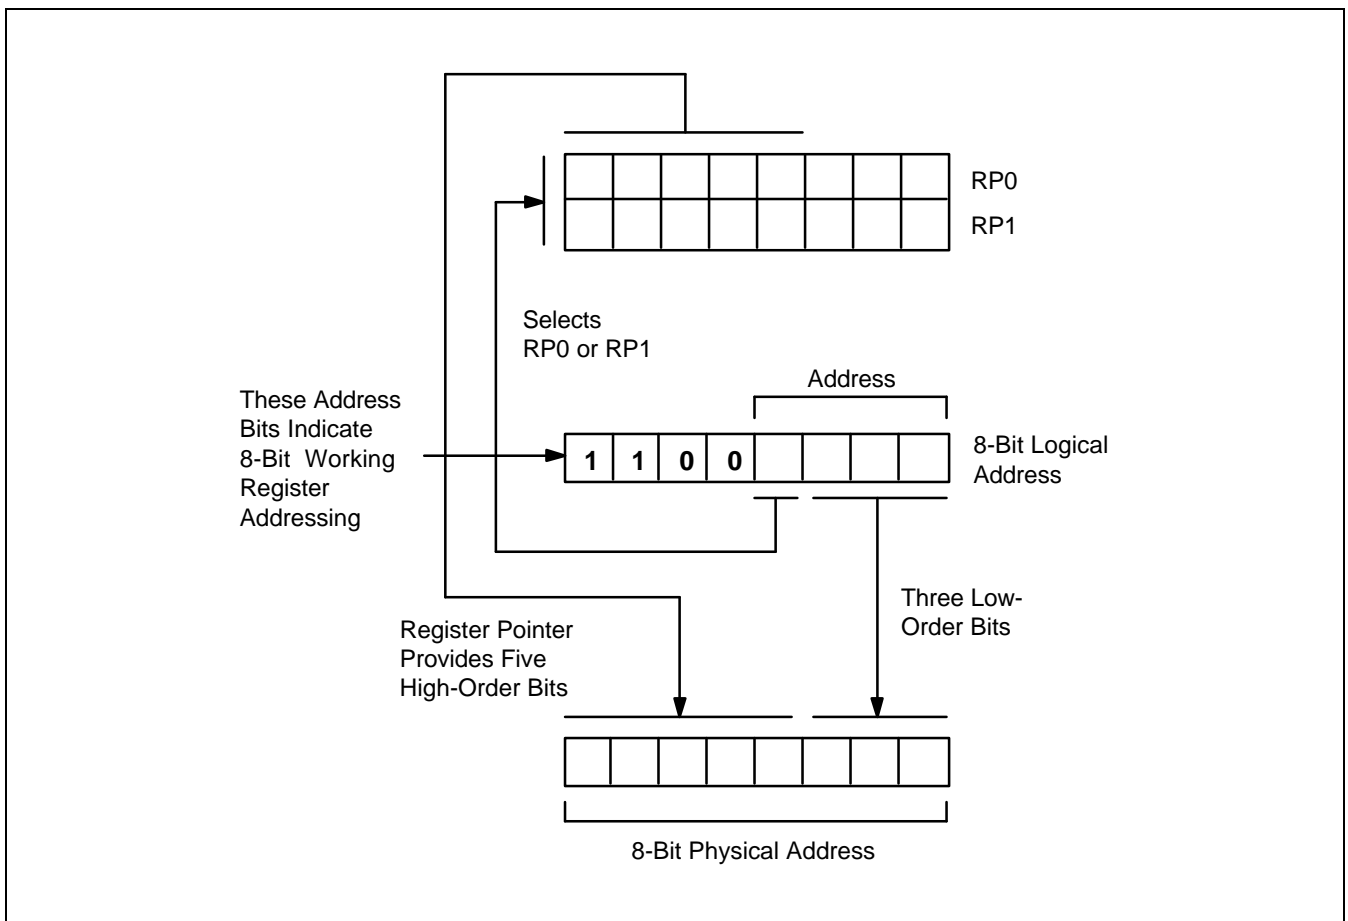 RP0
RP1
Selects
RP0 or RP1
Address
These Address
Bits Indicate
8-Bit Working
Register
Addressing
1 1 0 0
8-Bit Logical
Address
Three Low-
Order Bits
Register Pointer
Provides Five
High-Order Bits
8-Bit Physical Address